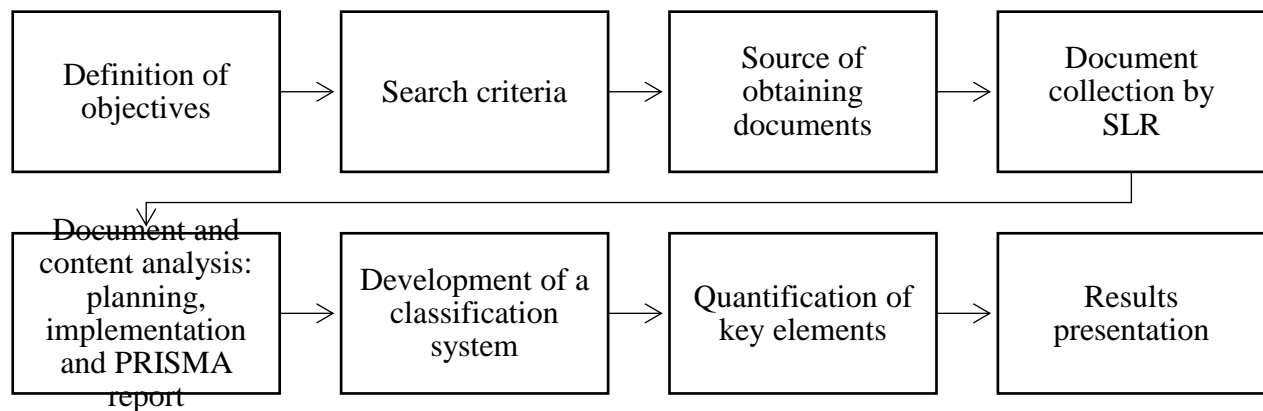 Definition of
objectives
Search criteria
Source of
obtaining
documents
Document
collection by
SLR
Document and
content analysis:
planning,
implementation
and PRISMA
report
Development of a
classification
system
Quantification of
key elements
Results
presentation